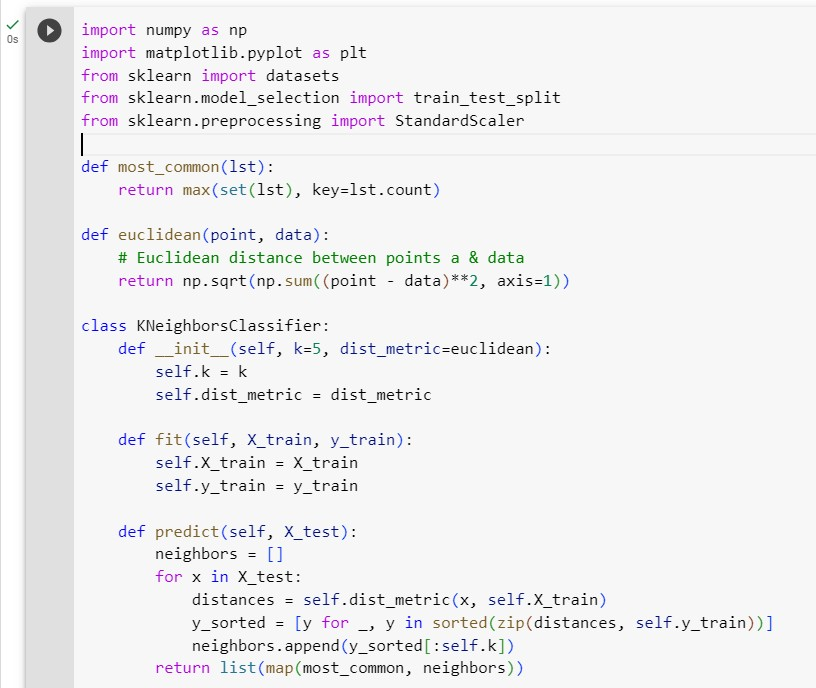 0s
import numpy as np
import matplotlib.pyplot as plt
from sklearn import datasets
from sklearn.model_selection import train_test_split
from sklearn.preprocessing import StandardScaler
def most_common(lst):
    return max(set(lst), key=lst.count)
def euclidean(point, data):
    # Euclidean distance between points a & data
    return np.sqrt(np.sum((point - data)**2, axis=1))
class KNeighborsClassifier:
    def __init__(self, k=5, dist_metric=euclidean):
        self.k = k
        self.dist_metric = dist_metric
    def fit(self, X_train, y_train):
        self.X_train = X_train
        self.y_train = y_train
    def predict(self, X_test):
        neighbors = []
        for x in X_test:
            distances = self.dist_metric(x, self.X_train)
            y_sorted = [y for _, y in sorted(zip(distances, self.y_train))]
            neighbors.append(y_sorted[:self.k])
        return list(map(most_common, neighbors))